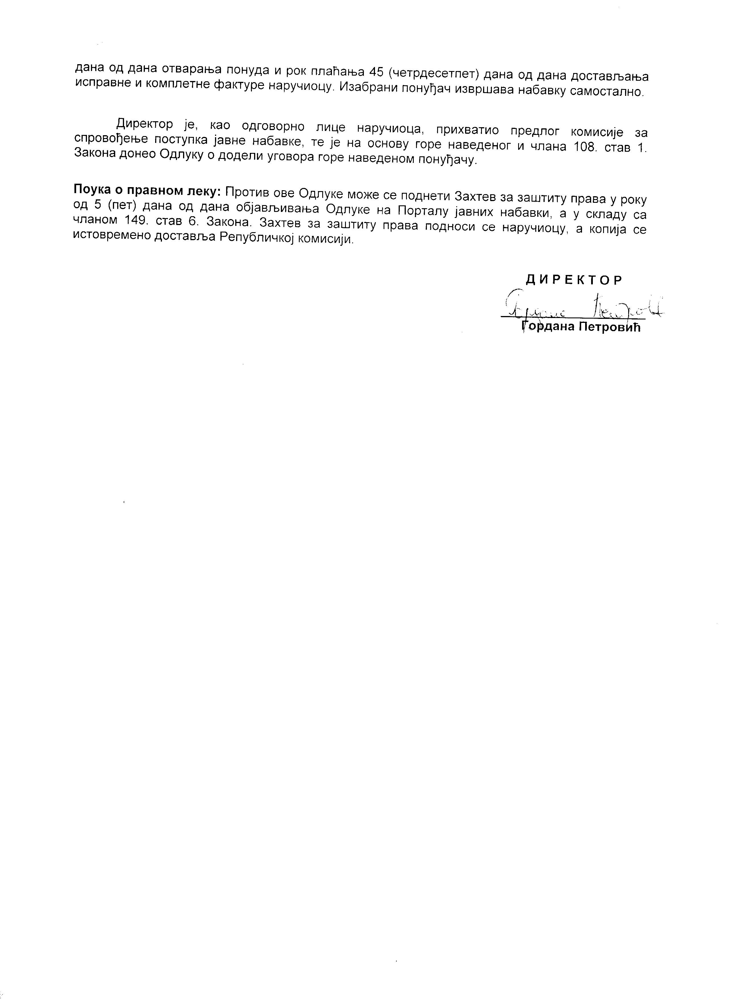 дана од дана отварања понуда и рок плаћања 45 (четрдесетпет) дана од дана достављања
исправне и комплетне фактуре наручиоцу. Изабрани понуђач извршава набавку самостално.
Директор је, као одговорно лице наручиоца, прихватио предлог комисије за
спровођење поступка јавне набавке, те је на основу горе наведеног и члана 108. став 1.
Закона донео Одлуку о додели уговора горе наведеном понуђачу.
Поука о правном леку: Против ове Одлуке може се поднети Захтев за заштиту права у року
од 5 (пет) дана од дана објављивања Одлуке на Порталу јавних набавки, а у складу са
чланом 149. став 6. Закона. Захтев за заштиту права подноси се наручиоцу, а копија се
истовремено доставља Републичкој комисији.
Д И Р Е К Т О Р
Гордана Петровић